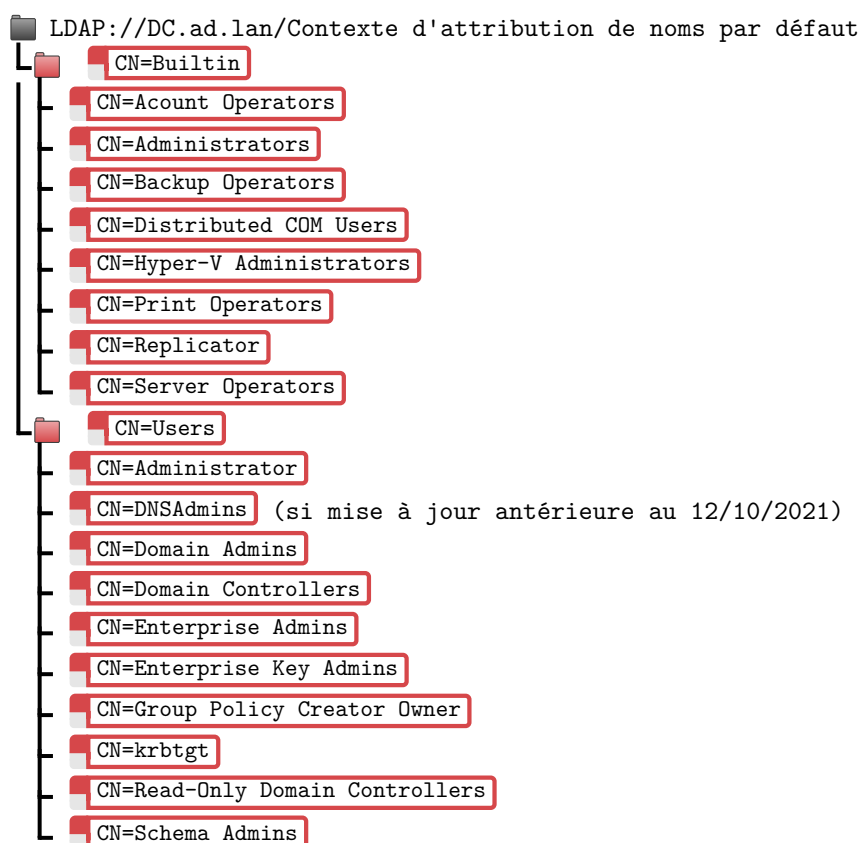 LDAP://DC.ad.lan/Contexte d'attribution de noms par défaut
CN=Builtin
CN=Acount Operators
CN=Administrators
CN=Backup Operators
CN=Distributed COM Users
CN=Hyper-V Administrators
CN=Print Operators
CN=Replicator
CN=Server Operators
CN=Users
CN=Administrator
CN=DNSAdmins (si mise à jour antérieure au 12/10/2021)
CN=Domain Admins
CN=Domain Controllers
CN=Enterprise Admins
CN=Enterprise Key Admins
CN=Group Policy Creator Owner
CN=krbtgt
CN=Read-Only Domain Controllers
CN=Schema Admins